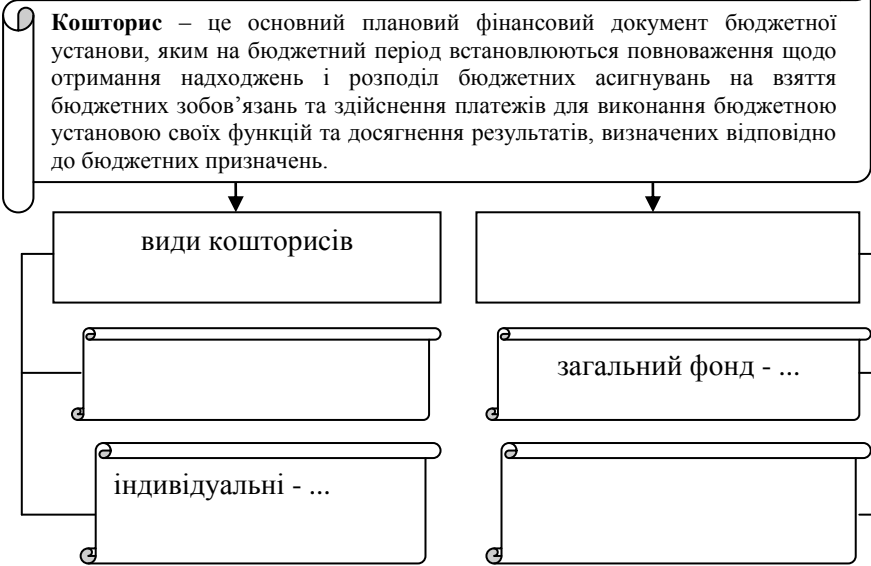 Кошторис – це основний плановий фінансовий документ бюджетної
установи, яким на бюджетний період встановлюються повноваження щодо
отримання надходжень і розподіл бюджетних асигнувань на взяття
бюджетних зобов’язань та здійснення платежів для виконання бюджетною
установою своїх функцій та досягнення результатів, визначених відповідно
до бюджетних призначень.
види кошторисів
загальний фонд - ...
індивідуальні - ...